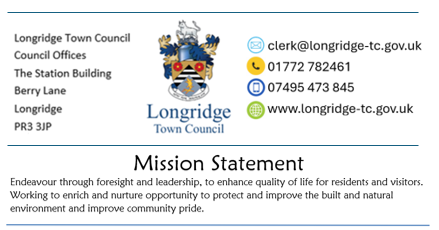 Longridge Town Council
Council Offices
The Station Building
Berry Lane
Longridge
PR3 3JP
Longridge
Town Council
clerk@longridge-tc.gov.uk
01772 782461
07495 473 845
www.longridge-tc.gov.uk
Mission Statement
Endeavour through foresight and leadership, to enhance quality of life for residents and visitors.
Working to enrich and nurture opportunity to protect and improve the built and natural
environment and improve community pride.